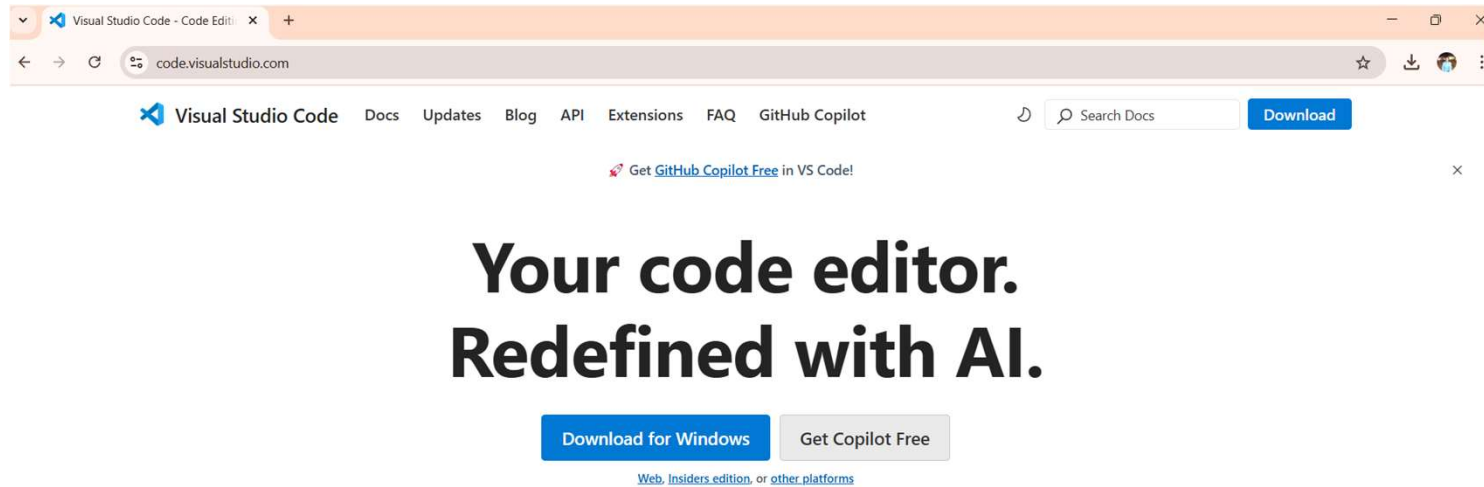 Visual Studio Code - Code Editi
code.visualstudio.com
Visual Studio Code Docs Updates Blog API Extensions FAQ GitHub Copilot Search Docs Download
🚀 Get GitHub Copilot Free in VS Code!
Your code editor.
Redefined with AI.
Download for Windows Get Copilot Free
Web, Insiders edition, or other platforms